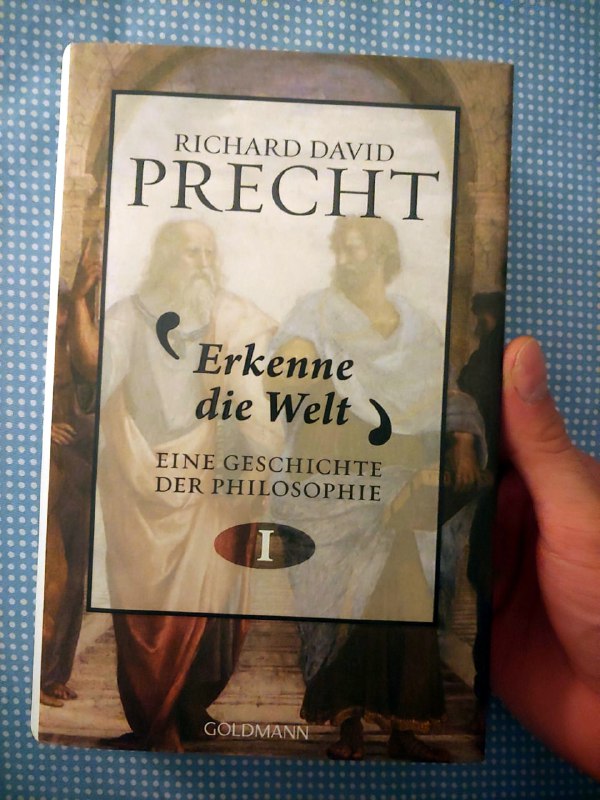 RICHARD DAVID
PRECHT
‘
Erkenne
die Welt
’
EINE GESCHICHTE
DER PHILOSOPHIE
I
GOLDMANN